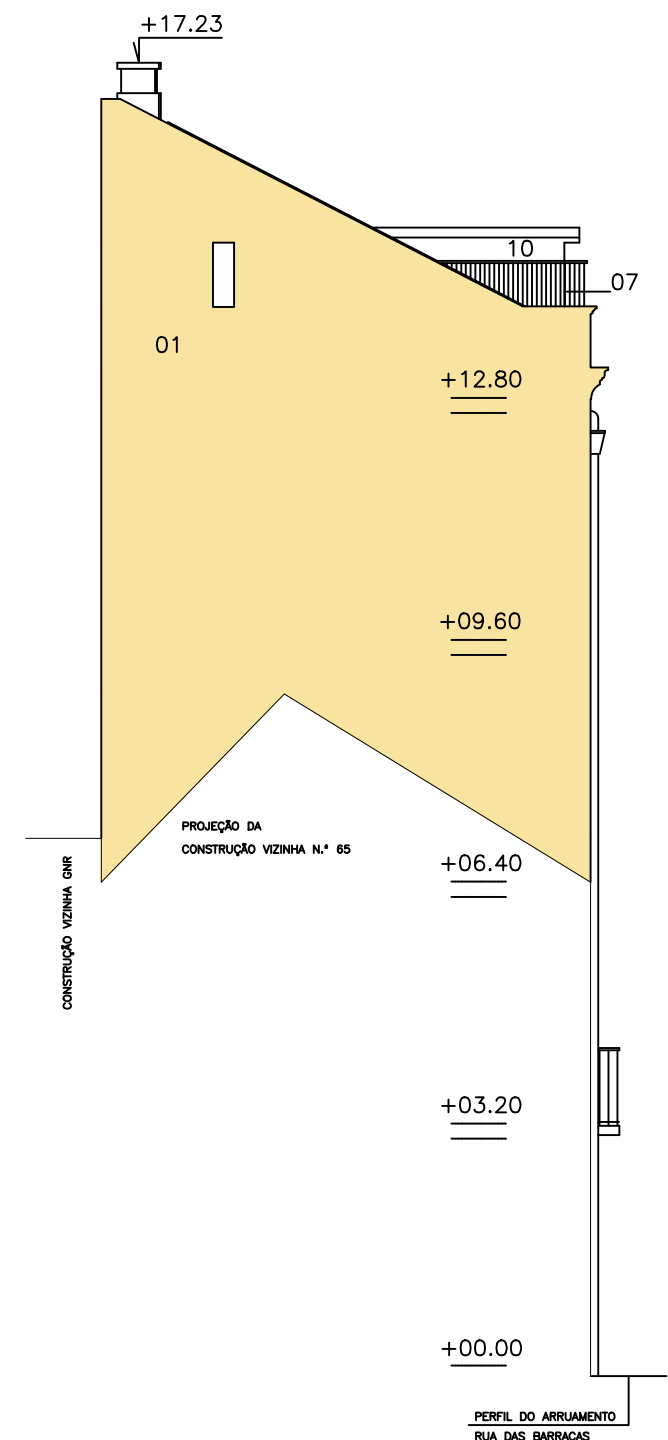 +17.23
10
07
01
+12.80
+09.60
PROJEÇÃO DA
CONSTRUÇÃO VIZINHA N.º 65
+06.40
CONSTRUÇÃO VIZINHA GNR
+03.20
+00.00
PERFIL DO ARRUAMENTO
RUA DAS BARRACAS